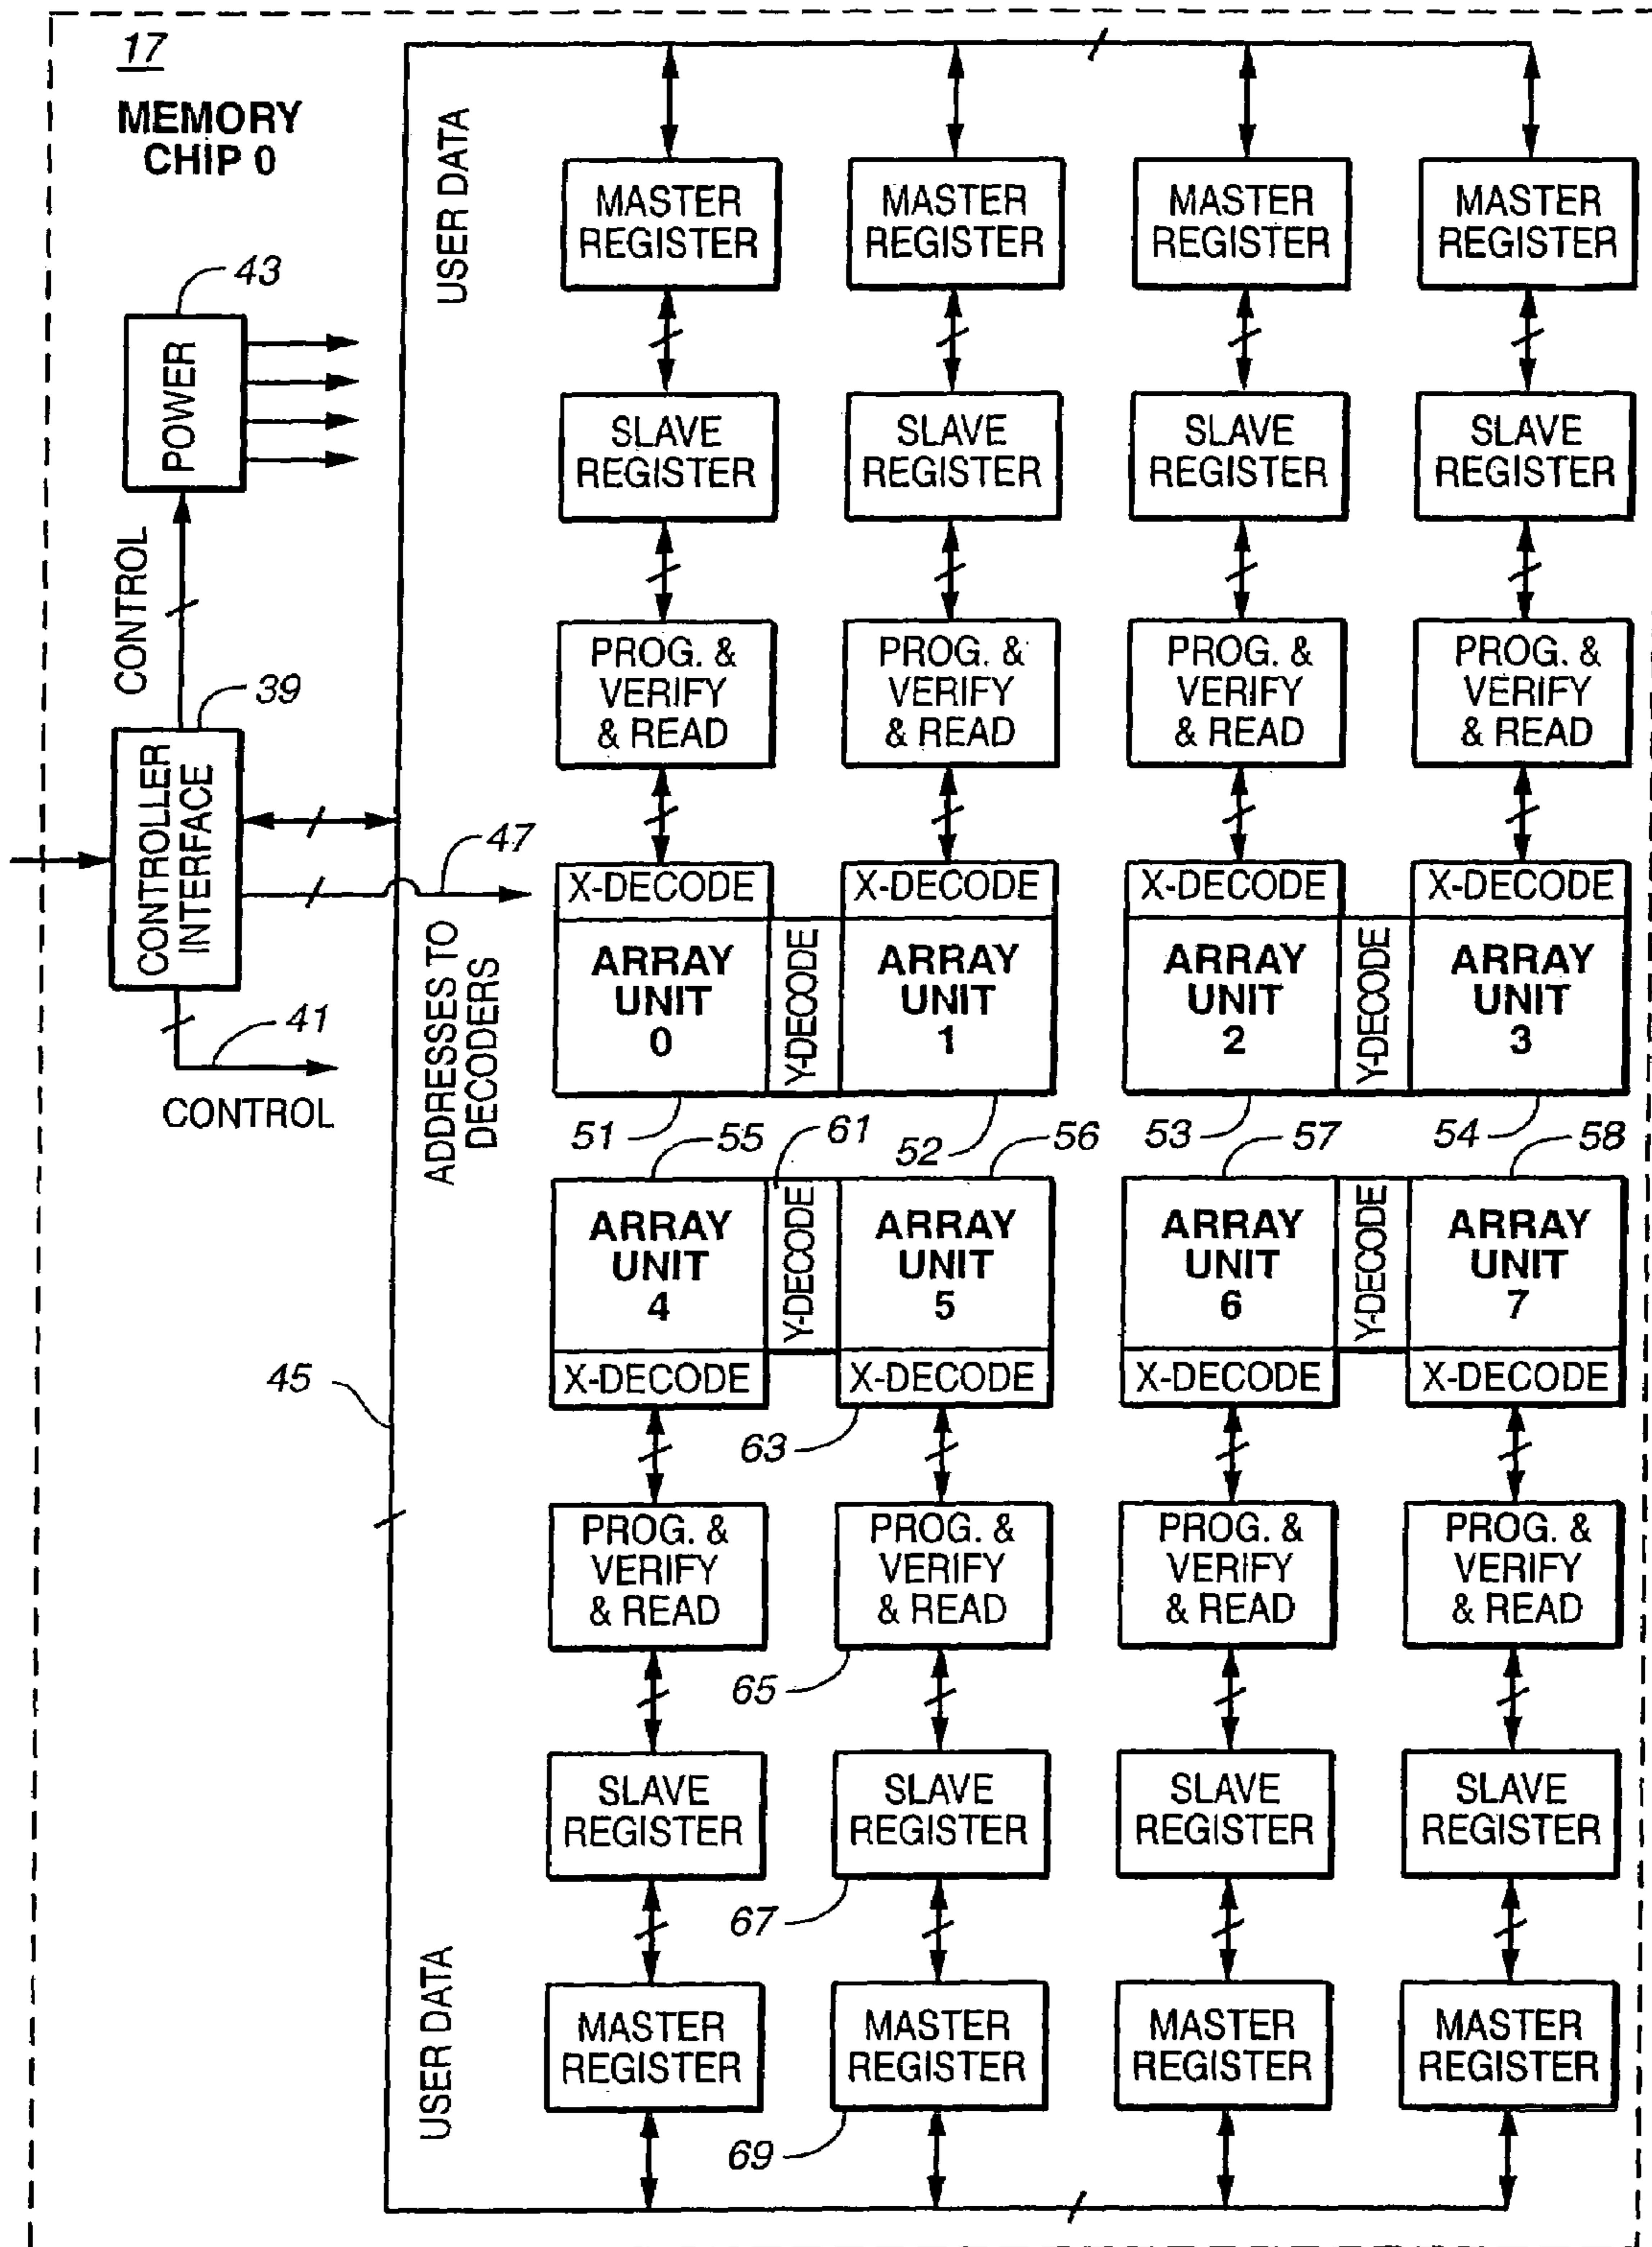 17
MEMORY
CHIP 0
USER DATA
MASTER
REGISTER
MASTER
REGISTER
MASTER
REGISTER
MASTER
REGISTER
43
POWER
SLAVE
REGISTER
SLAVE
REGISTER
SLAVE
REGISTER
SLAVE
REGISTER
CONTROL
PROG. &
VERIFY
& READ
PROG. &
VERIFY
& READ
PROG. &
VERIFY
& READ
PROG. &
VERIFY
& READ
39
CONTROLLER
INTERFACE
47
X-DECODE
X-DECODE
X-DECODE
X-DECODE
ARRAY
UNIT
0
Y-DECODE
ARRAY
UNIT
1
ARRAY
UNIT
2
Y-DECODE
ARRAY
UNIT
3
ADDRESSES TO
DECODERS
41
CONTROL
51
55
61
52
56
53
57
54
58
ARRAY
UNIT
4
Y-DECODE
ARRAY
UNIT
5
ARRAY
UNIT
6
Y-DECODE
ARRAY
UNIT
7
X-DECODE
X-DECODE
X-DECODE
X-DECODE
45
63
PROG. &
VERIFY
& READ
PROG. &
VERIFY
& READ
PROG. &
VERIFY
& READ
PROG. &
VERIFY
& READ
65
SLAVE
REGISTER
SLAVE
REGISTER
SLAVE
REGISTER
SLAVE
REGISTER
67
USER DATA
MASTER
REGISTER
MASTER
REGISTER
MASTER
REGISTER
MASTER
REGISTER
69